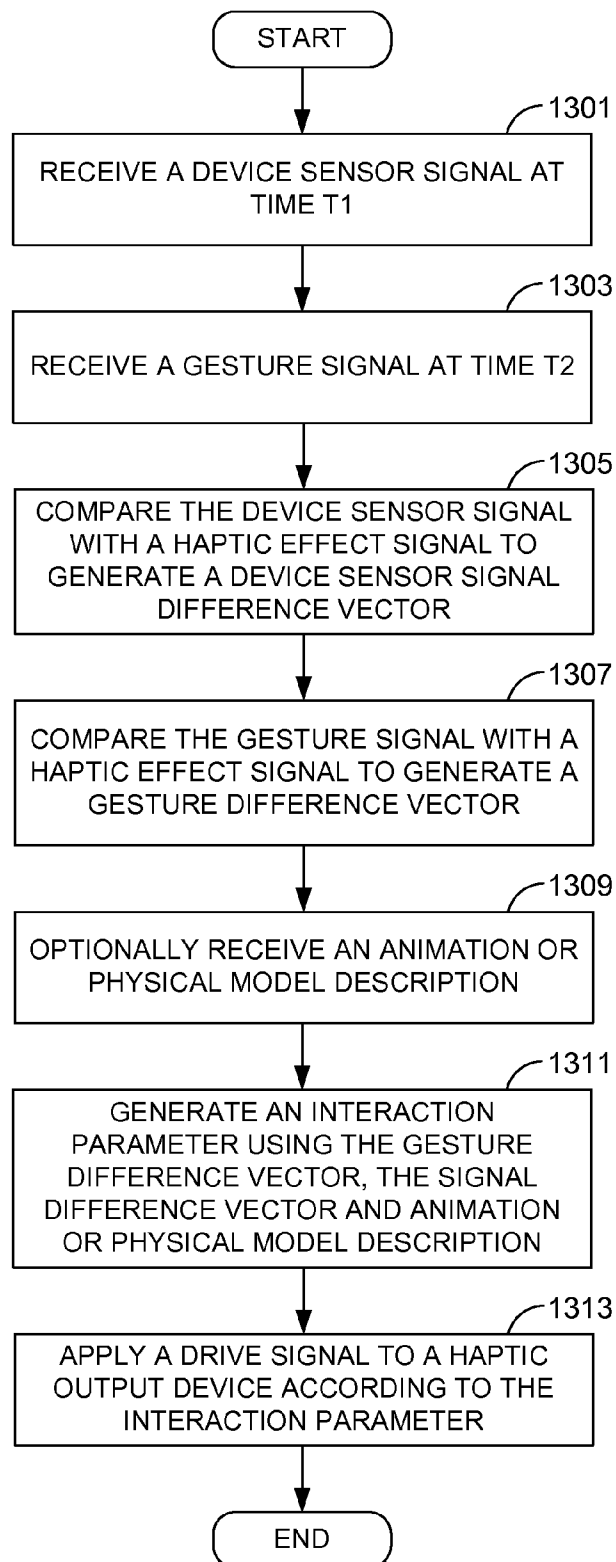 START
1301
RECEIVE A DEVICE SENSOR SIGNAL AT
TIME T1
1303
RECEIVE A GESTURE SIGNAL AT TIME T2
1305
COMPARE THE DEVICE SENSOR SIGNAL
WITH A HAPTIC EFFECT SIGNAL TO
GENERATE A DEVICE SENSOR SIGNAL
DIFFERENCE VECTOR
1307
COMPARE THE GESTURE SIGNAL WITH A
HAPTIC EFFECT SIGNAL TO GENERATE A
GESTURE DIFFERENCE VECTOR
1309
OPTIONALLY RECEIVE AN ANIMATION OR
PHYSICAL MODEL DESCRIPTION
1311
GENERATE AN INTERACTION
PARAMETER USING THE GESTURE
DIFFERENCE VECTOR, THE SIGNAL
DIFFERENCE VECTOR AND ANIMATION
OR PHYSICAL MODEL DESCRIPTION
1313
APPLY A DRIVE SIGNAL TO A HAPTIC
OUTPUT DEVICE ACCORDING TO THE
INTERACTION PARAMETER
END